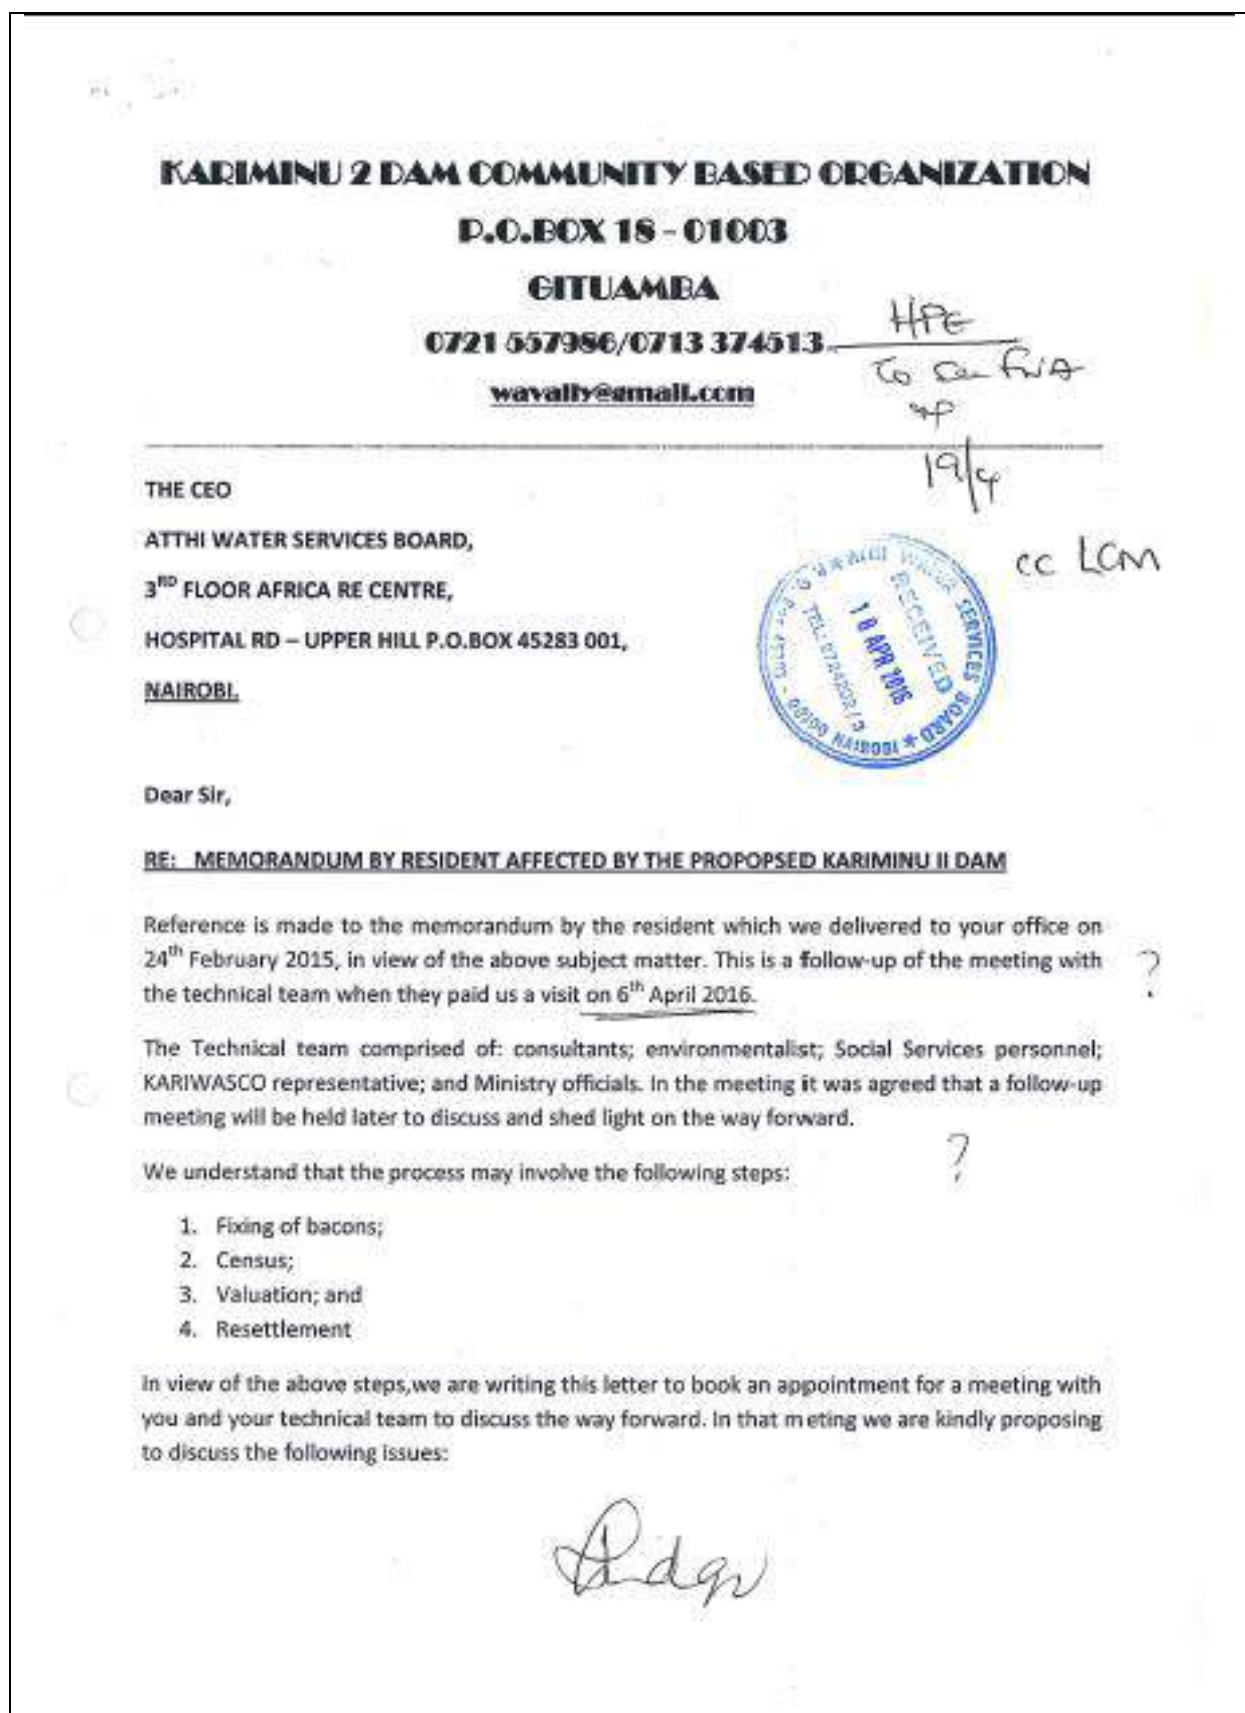 KARIMINU 2 DAM COMMUNITY BASED ORGANIZATION
P.O.BOX 18 - 01003
GITUAMBA
0721 557986/0713 374513
wavally@gmail.com
HPE
To
19/4
cc LCM
THE CEO
ATTHI WATER SERVICES BOARD,
3RD FLOOR AFRICA RE CENTRE,
HOSPITAL RD – UPPER HILL P.O.BOX 45283 001,
NAIROBI.
WATER SERVICES BOARD
RECEIVED
18 APR 2016
TEL: 2724292/3
00100 NAIROBI
Dear Sir,
RE: MEMORANDUM BY RESIDENT AFFECTED BY THE PROPOPSED KARIMINU II DAM
Reference is made to the memorandum by the resident which we delivered to your office on
24th February 2015, in view of the above subject matter. This is a follow-up of the meeting with ?
the technical team when they paid us a visit on 6th April 2016.
The Technical team comprised of: consultants; environmentalist; Social Services personnel;
KARIWASCO representative; and Ministry officials. In the meeting it was agreed that a follow-up
meeting will be held later to discuss and shed light on the way forward.
We understand that the process may involve the following steps: ?
1. Fixing of bacons;
2. Census;
3. Valuation; and
4. Resettlement
In view of the above steps,we are writing this letter to book an appointment for a meeting with
you and your technical team to discuss the way forward. In that m eting we are kindly proposing
to discuss the following issues: